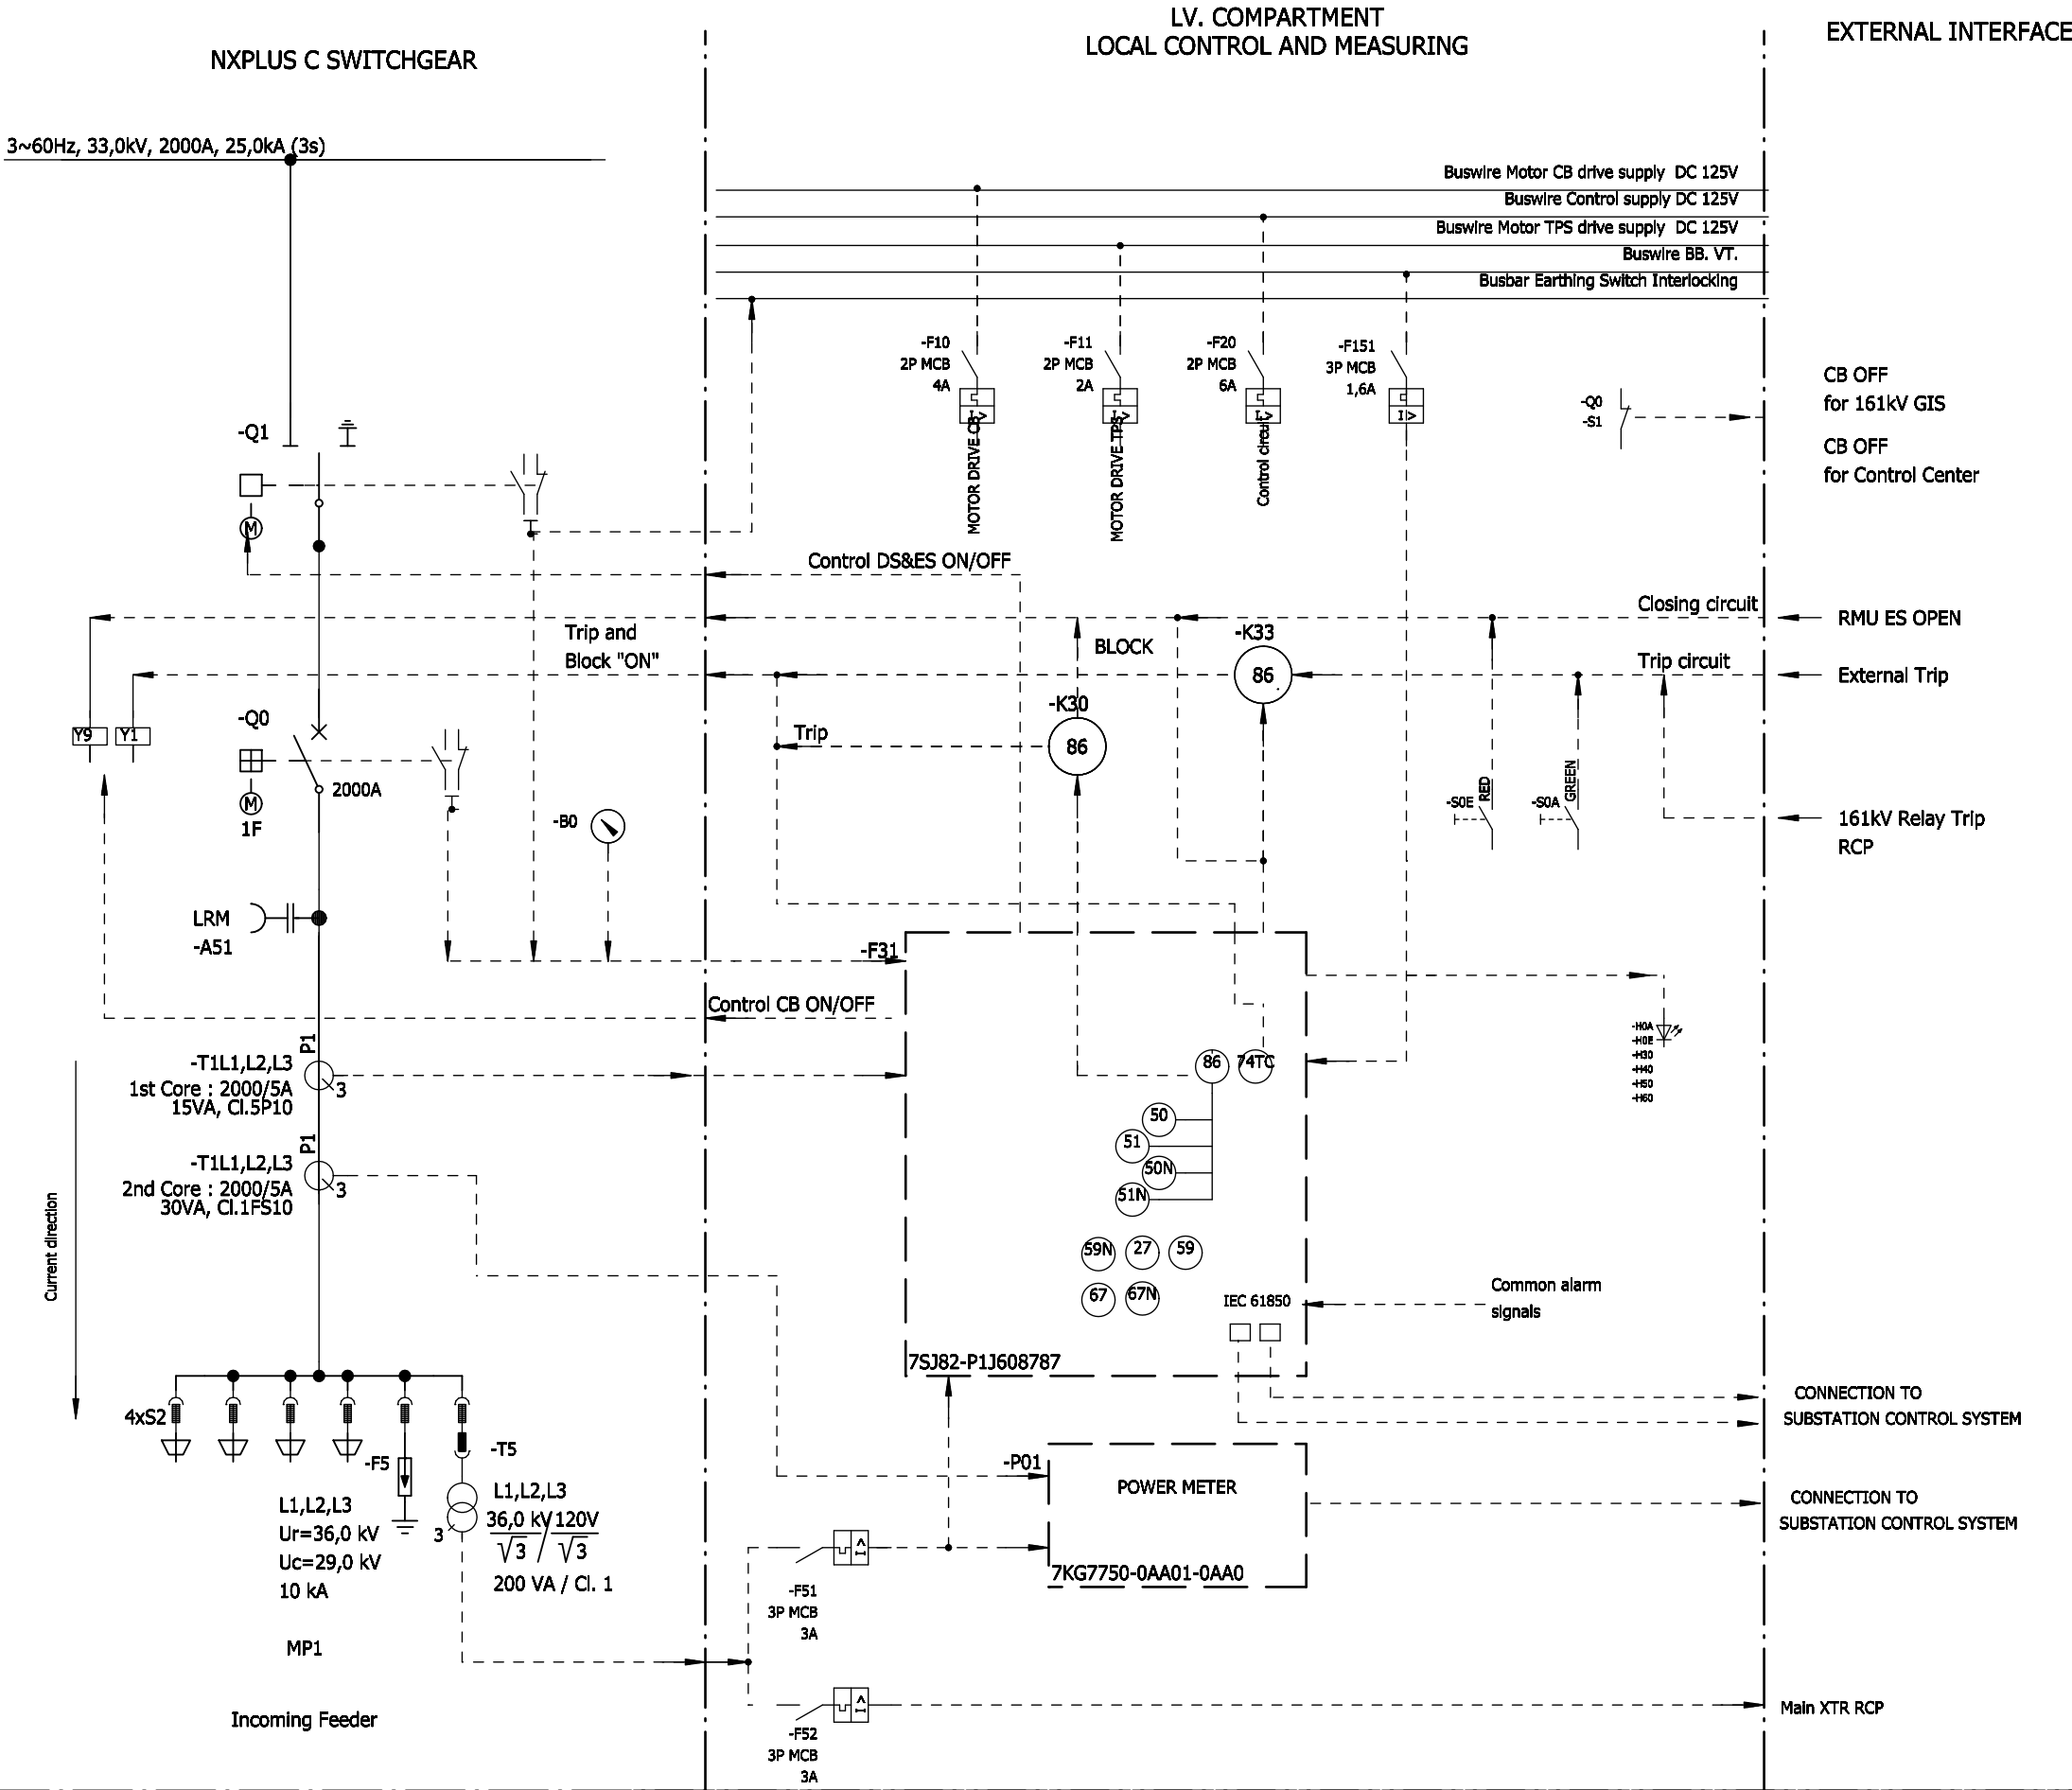 NXPLUS C SWITCHGEAR
LV. COMPARTMENT
LOCAL CONTROL AND MEASURING
EXTERNAL INTERFACE
3~60Hz, 33,0kV, 2000A, 25,0kA (3s)
Buswire Motor CB drive supply DC 125V
Buswire Control supply DC 125V
Buswire Motor TPS drive supply DC 125V
Buswire BB. VT.
Busbar Earthing Switch Interlocking
-F10
2P MCB
4A
I>
MOTOR DRIVE CB
-F11
2P MCB
2A
I>
MOTOR DRIVE TPS
-F20
2P MCB
6A
I>
Control circuit
-F151
3P MCB
1,6A
I>
-Q0
-S1
CB OFF
for 161kV GIS
CB OFF
for Control Center
-Q1
M
Control DS&ES ON/OFF
Closing circuit
RMU ES OPEN
Trip and
Block "ON"
BLOCK
-K33
86
Trip circuit
External Trip
-K30
86
Trip
Y9
Y1
-Q0
M
1F
2000A
-B0
-S0E
RED
-S0A
GREEN
161kV Relay Trip
RCP
LRM
-A51
-F31
Control CB ON/OFF
-H0A
-H0E
-H30
-H40
-H50
-H60
P1
-T1L1,L2,L3
1st Core : 2000/5A
15VA, Cl.5P10
3
P1
-T1L1,L2,L3
2nd Core : 2000/5A
30VA, Cl.1FS10
3
Current direction
86
74TC
50
51
50N
51N
59N
27
59
67
67N
IEC 61850
Common alarm
signals
7SJ82-P1J608787
CONNECTION TO
SUBSTATION CONTROL SYSTEM
4xS2
-F5
L1,L2,L3
Ur=36,0 kV
Uc=29,0 kV
10 kA
-T5
L1,L2,L3
36,0 kV/120V
√3 / √3
200 VA / Cl. 1
3
-P01
POWER METER
7KG7750-0AA01-0AA0
CONNECTION TO
SUBSTATION CONTROL SYSTEM
I>
-F51
3P MCB
3A
MP1
Incoming Feeder
I>
-F52
3P MCB
3A
Main XTR RCP